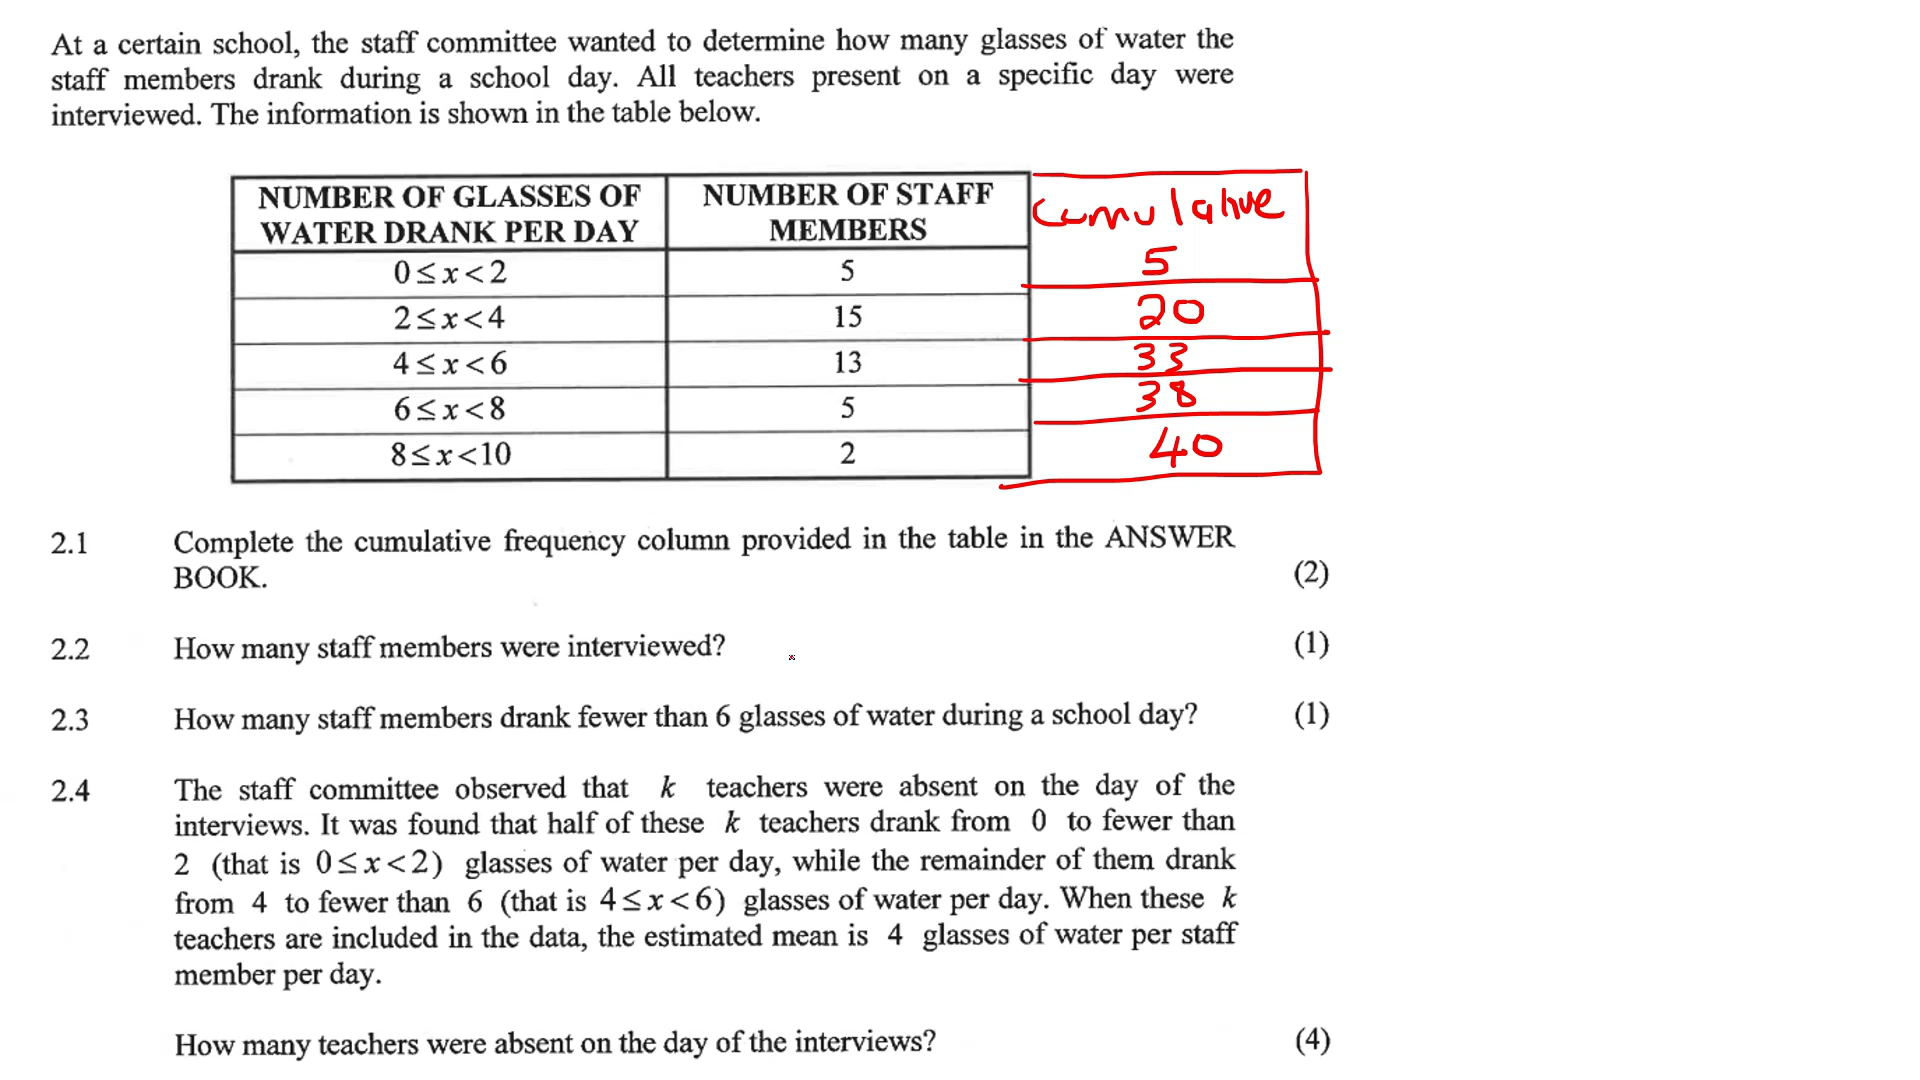 At a certain school, the staff committee wanted to determine how many glasses of water the
staff members drank during a school day. All teachers present on a specific day were
interviewed. The information is shown in the table below.
NUMBER OF GLASSES OF
WATER DRANK PER DAY
NUMBER OF STAFF
MEMBERS
Cumulative
0≤x<2 5 5
2≤x<4 15 20
4≤x<6 13 33
6≤x<8 5 38
8≤x<10 2 40
2.1 Complete the cumulative frequency column provided in the table in the ANSWER
BOOK. (2)
2.2 How many staff members were interviewed? (1)
2.3 How many staff members drank fewer than 6 glasses of water during a school day? (1)
2.4 The staff committee observed that k teachers were absent on the day of the
interviews. It was found that half of these k teachers drank from 0 to fewer than
2 (that is 0≤x<2) glasses of water per day, while the remainder of them drank
from 4 to fewer than 6 (that is 4≤x<6) glasses of water per day. When these k
teachers are included in the data, the estimated mean is 4 glasses of water per staff
member per day.
How many teachers were absent on the day of the interviews? (4)